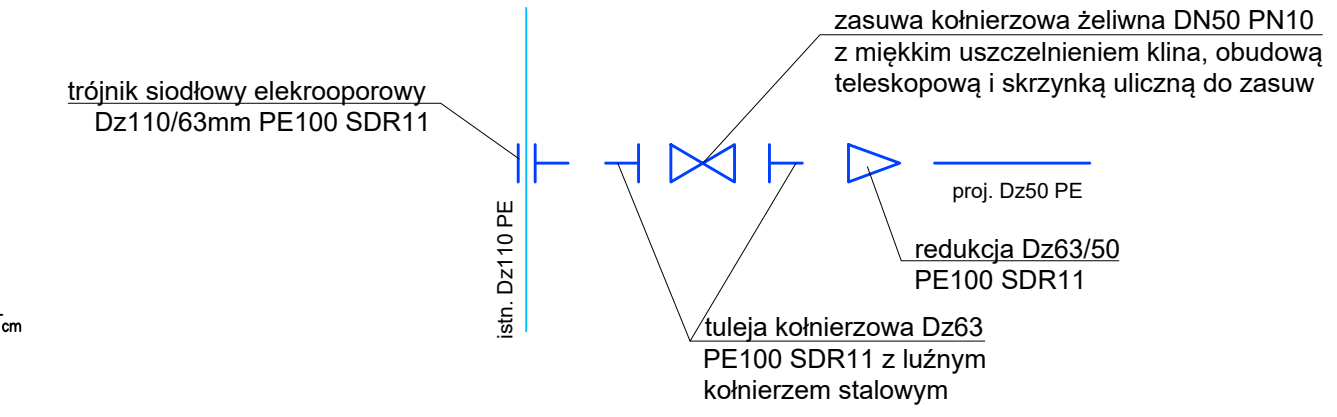 zasuwa kołnierzowa żeliwna DN50 PN10
z miękkim uszczelnieniem klina, obudową
teleskopową i skrzynką uliczną do zasuw
trójnik siodłowy elekrooporowy
Dz110/63mm PE100 SDR11
proj. Dz50 PE
istn. Dz110 PE
redukcja Dz63/50
PE100 SDR11
cm
tuleja kołnierzowa Dz63
PE100 SDR11 z luźnym
kołnierzem stalowym